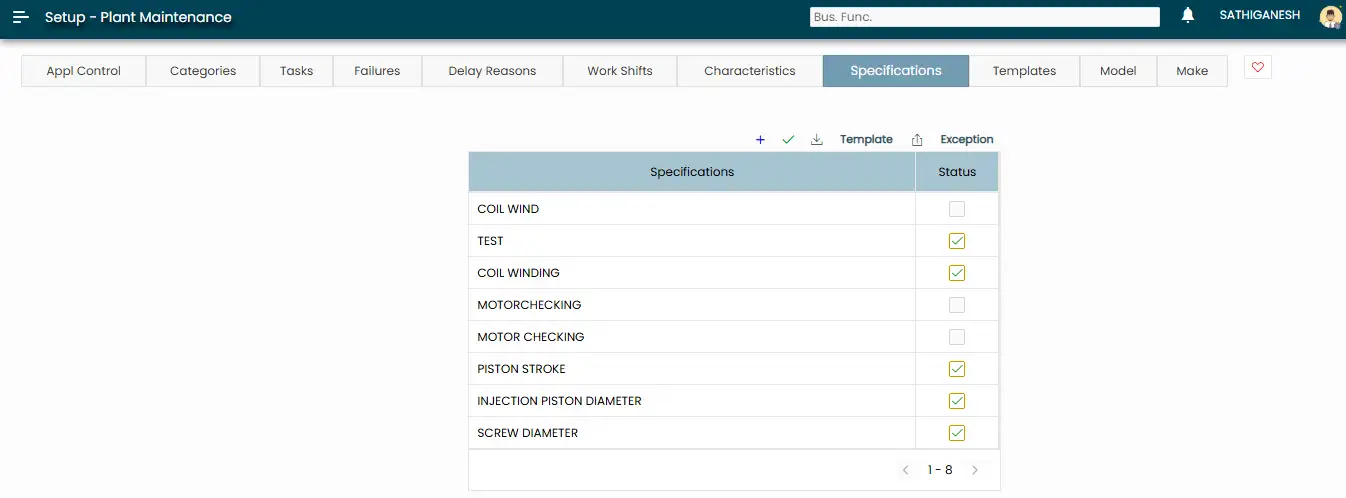 Setup - Plant Maintenance Bus. Func. SATHIGANESH
Appl Control Categories Tasks Failures Delay Reasons Work Shifts Characteristics Specifications Templates Model Make
Template Exception
Specifications Status
COIL WIND
TEST
COIL WINDING
MOTORCHECKING
MOTOR CHECKING
PISTON STROKE
INJECTION PISTON DIAMETER
SCREW DIAMETER
1 - 8